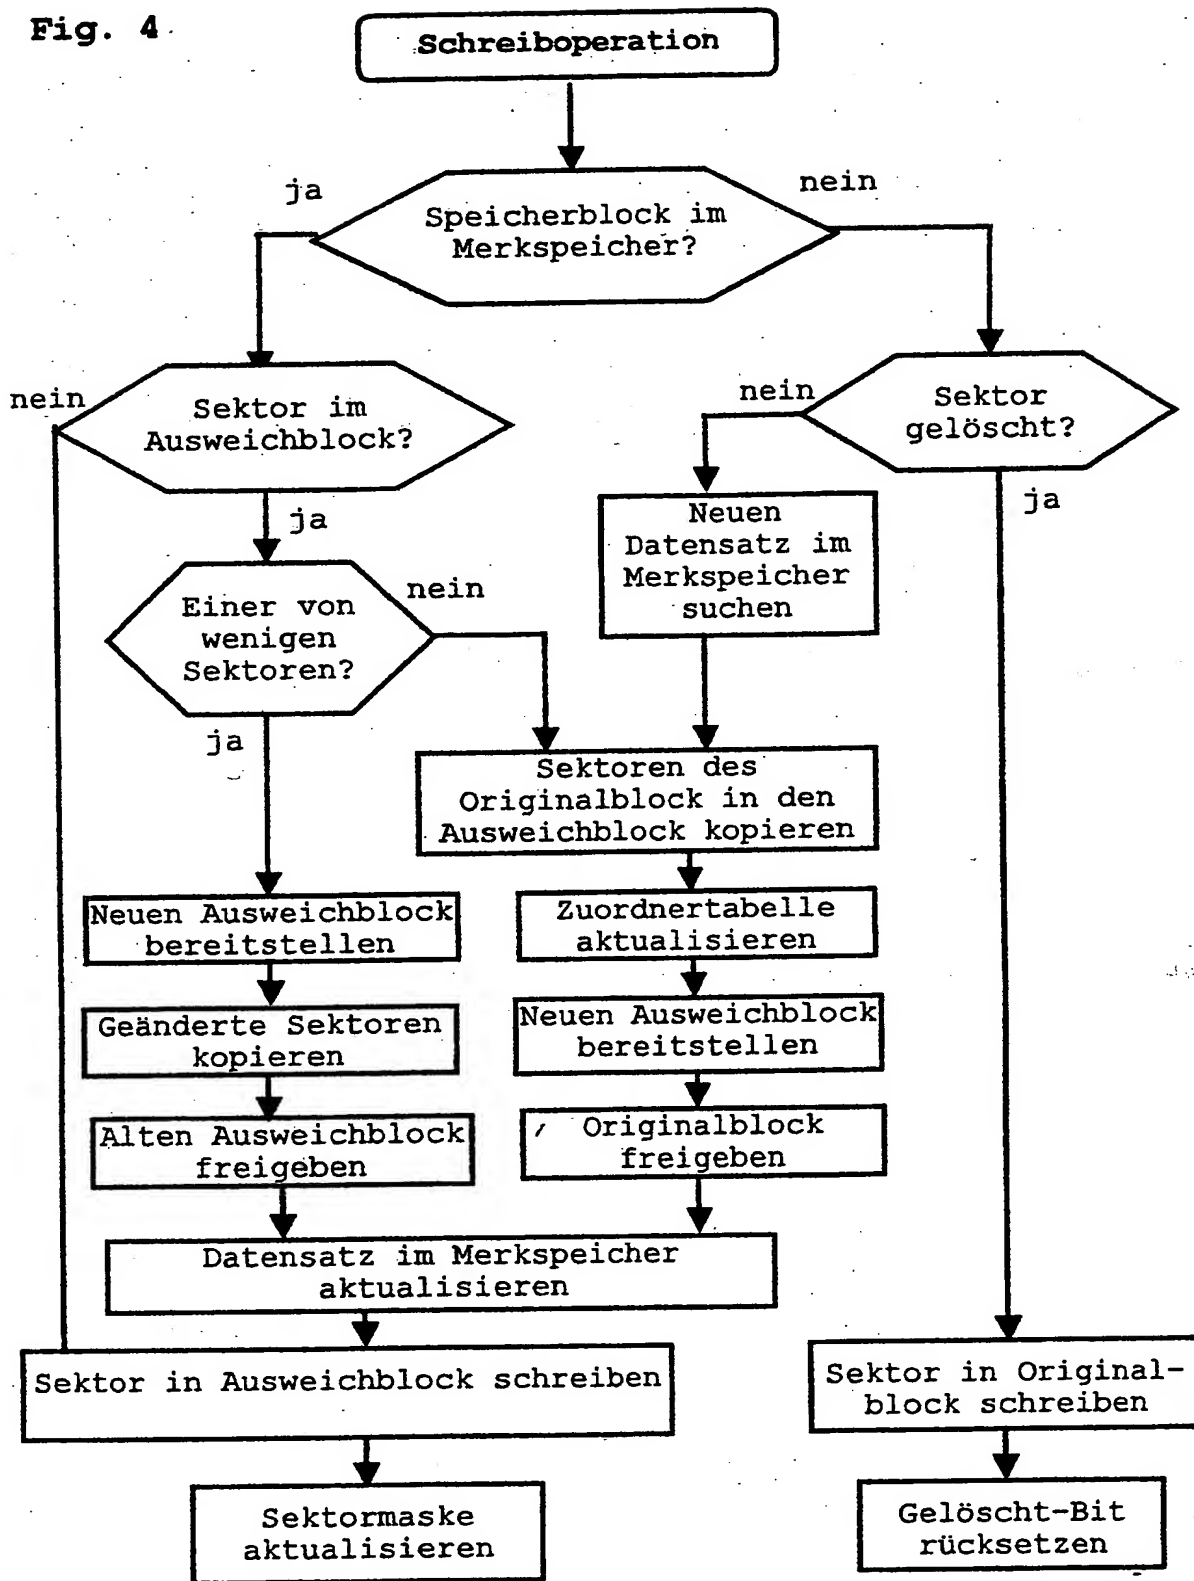 Fig. 4
Schreiboperation
ja
nein
Speicherblock im
Merkspeicher?
nein
Sektor im
Ausweichblock?
nein
Sektor
gelöscht?
ja
ja
Neuen
Datensatz im
Merkspeicher
suchen
Einer von
wenigen
Sektoren?
nein
ja
Sektoren des
Originalblock in den
Ausweichblock kopieren
Neuen Ausweichblock
bereitstellen
Zuordnertabelle
aktualisieren
Geänderte Sektoren
kopieren
Neuen Ausweichblock
bereitstellen
Alten Ausweichblock
freigeben
Originalblock
freigeben
Datensatz im Merkspeicher
aktualisieren
Sektor in Ausweichblock schreiben
Sektor in Original-
block schreiben
Sektormaske
aktualisieren
Gelöscht-Bit
rücksetzen